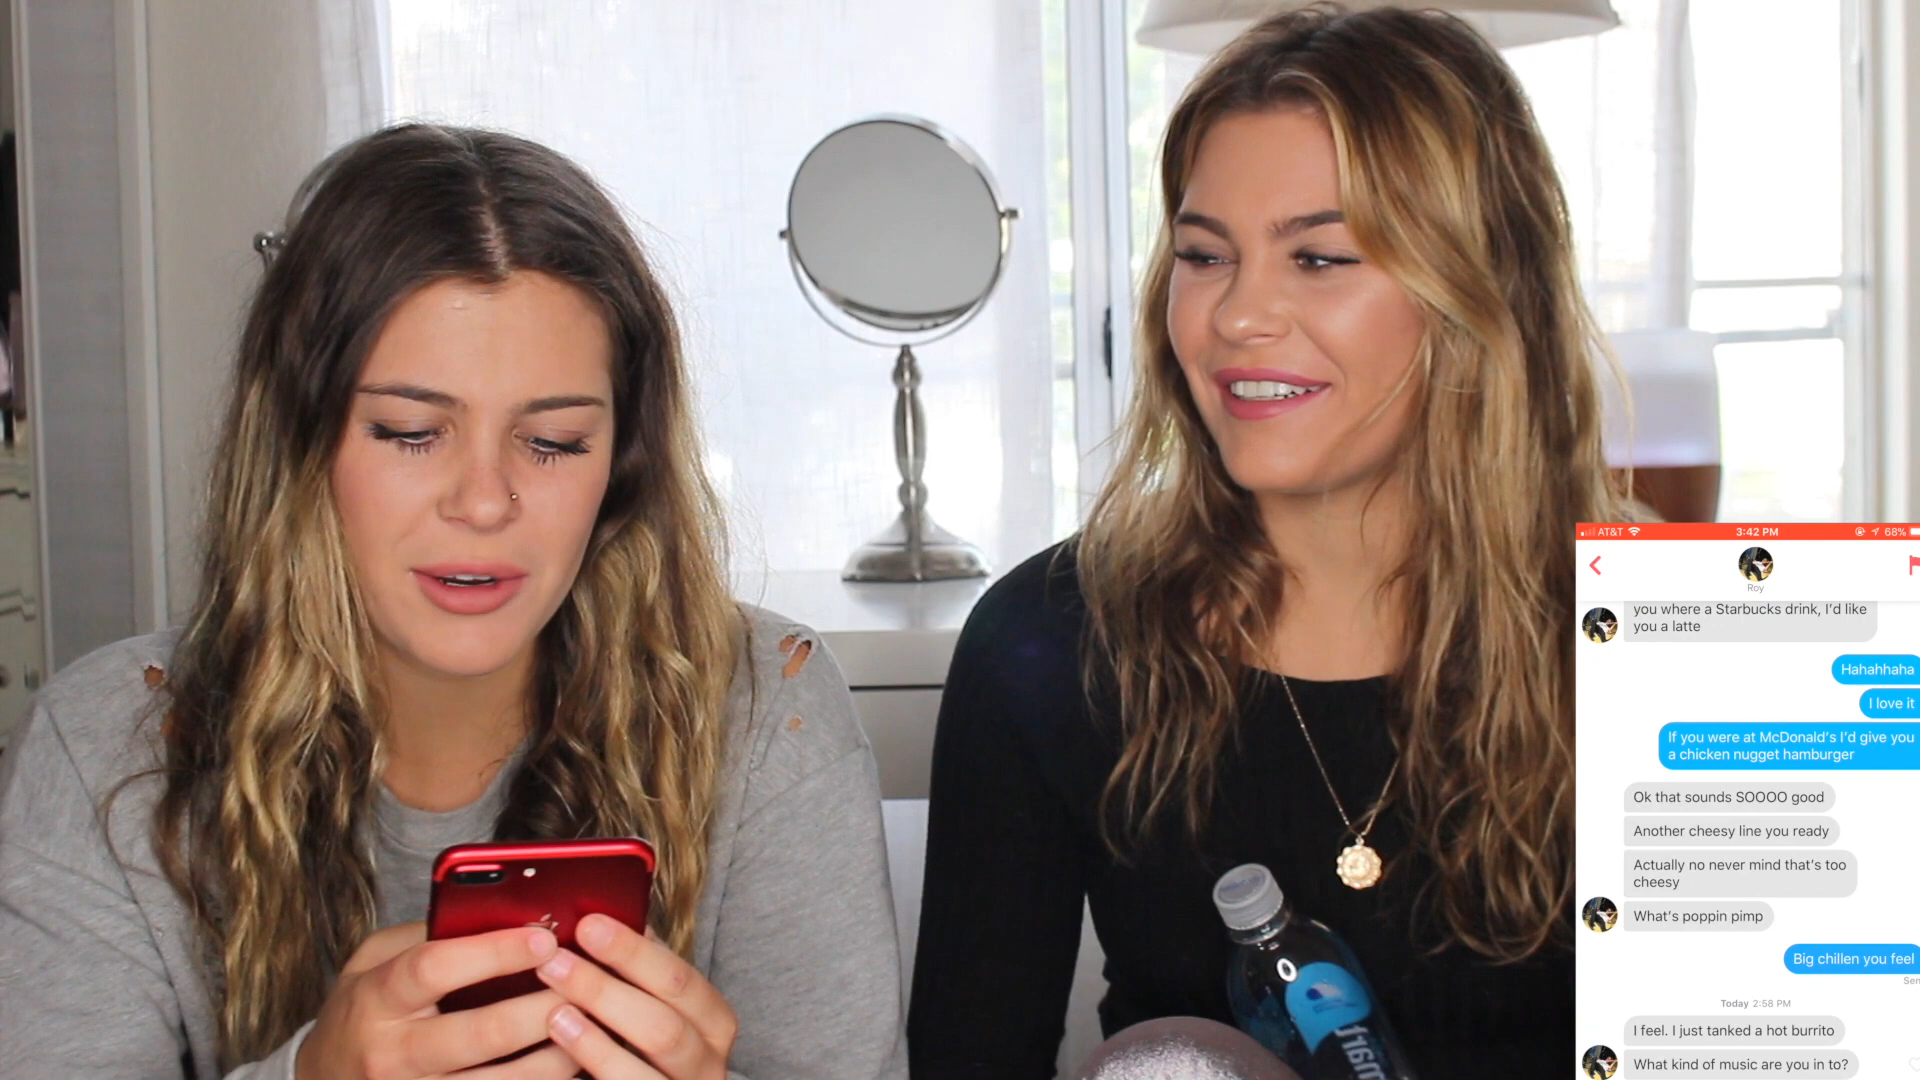 AT&T
3:42 PM
68%
Roy
you where a Starbucks drink, I'd like
you a latte
Hahahhaha
I love it
If you were at McDonald's I'd give you
a chicken nugget hamburger
Ok that sounds SOOOO good
Another cheesy line you ready
Actually no never mind that's too
cheesy
What's poppin pimp
Big chillen you feel
Sen
Today 2:58 PM
I feel. I just tanked a hot burrito
What kind of music are you in to?